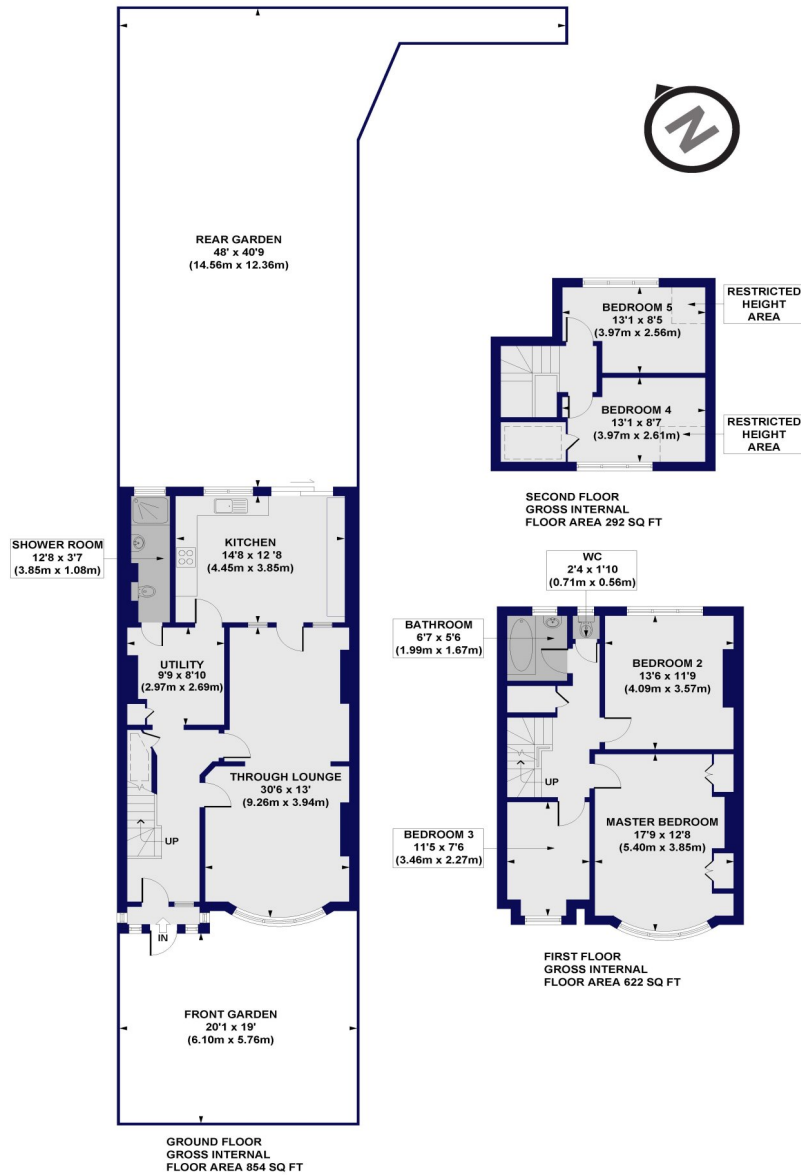 N
REAR GARDEN
48' x 40'9
(14.56m x 12.36m)
BEDROOM 5
13'1 x 8'5
(3.97m x 2.56m)
RESTRICTED
HEIGHT
AREA
BEDROOM 4
13'1 x 8'7
(3.97m x 2.61m)
RESTRICTED
HEIGHT
AREA
SECOND FLOOR
GROSS INTERNAL
FLOOR AREA 292 SQ FT
SHOWER ROOM
12'8 x 3'7
(3.85m x 1.08m)
KITCHEN
14'8 x 12 '8
(4.45m x 3.85m)
UTILITY
9'9 x 8'10
(2.97m x 2.69m)
THROUGH LOUNGE
30'6 x 13'
(9.26m x 3.94m)
UP
IN
FRONT GARDEN
20'1 x 19'
(6.10m x 5.76m)
GROUND FLOOR
GROSS INTERNAL
FLOOR AREA 854 SQ FT
WC
2'4 x 1'10
(0.71m x 0.56m)
BATHROOM
6'7 x 5'6
(1.99m x 1.67m)
BEDROOM 2
13'6 x 11'9
(4.09m x 3.57m)
UP
BEDROOM 3
11'5 x 7'6
(3.46m x 2.27m)
MASTER BEDROOM
17'9 x 12'8
(5.40m x 3.85m)
FIRST FLOOR
GROSS INTERNAL
FLOOR AREA 622 SQ FT